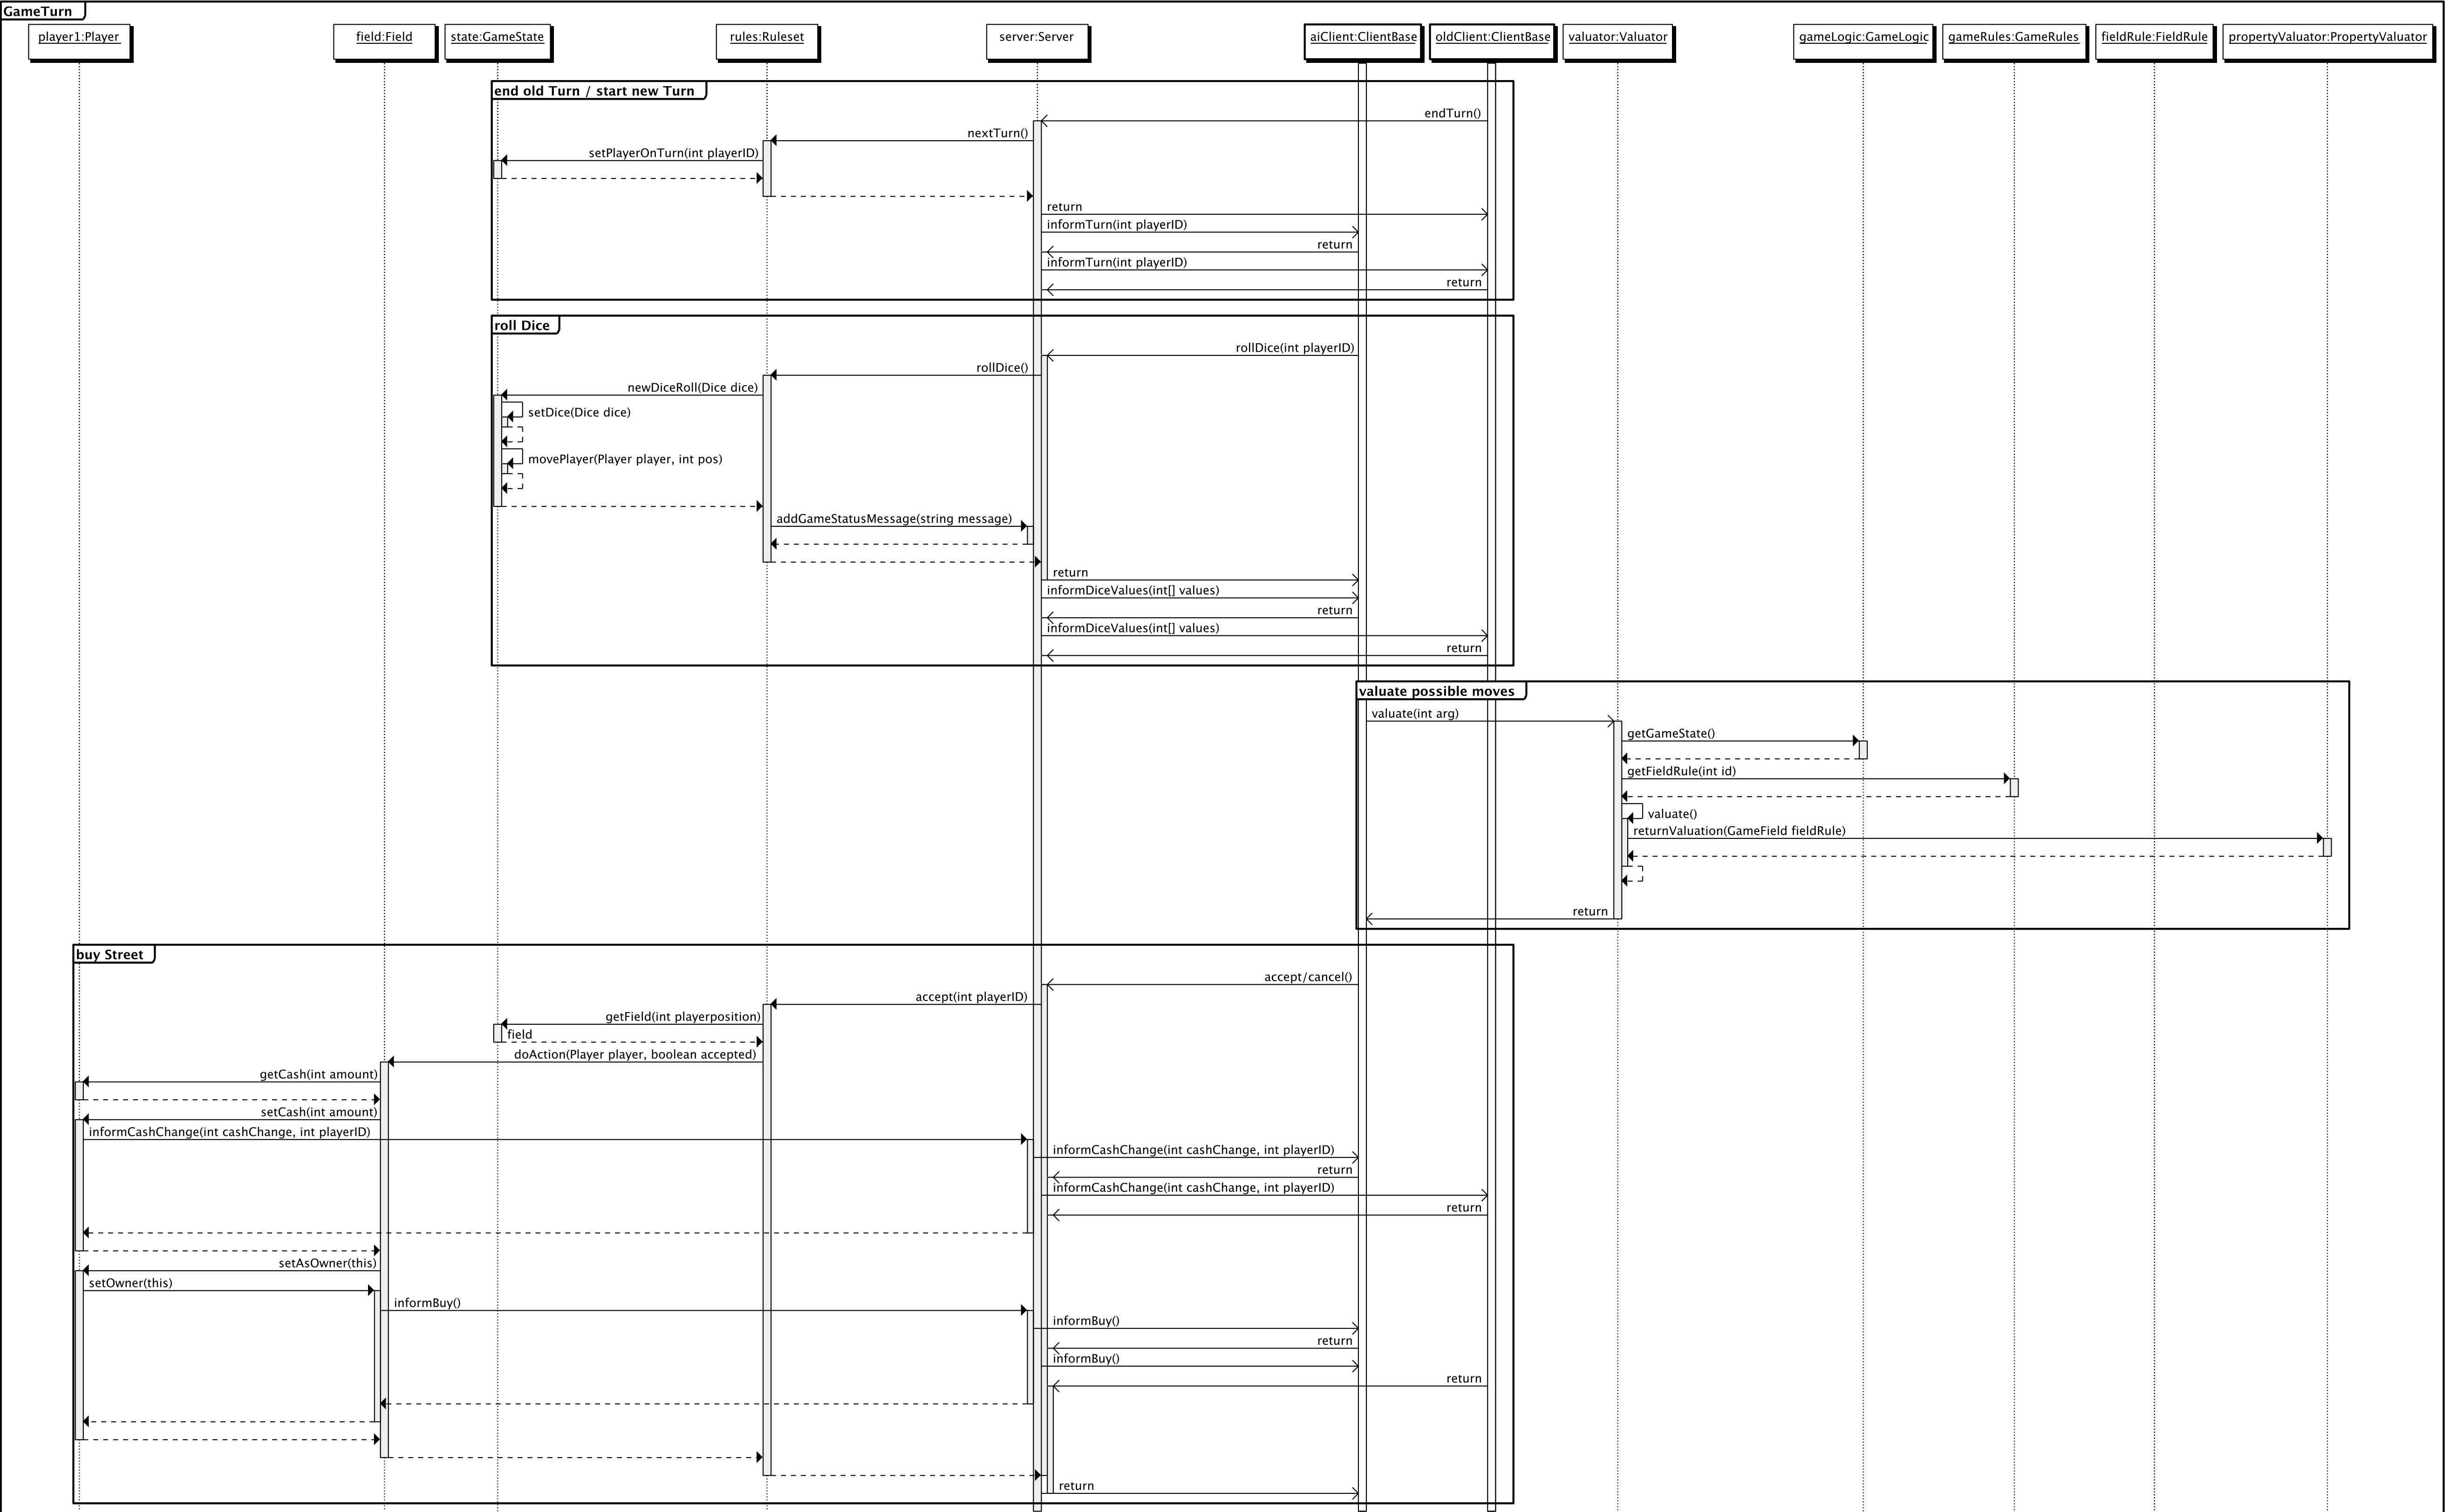 GameTurn
player1:Player
field:Field
state:GameState
rules:Ruleset
server:Server
aiClient:ClientBase
oldClient:ClientBase
valuator:Valuator
gameLogic:GameLogic
gameRules:GameRules
fieldRule:FieldRule
propertyValuator:PropertyValuator
end old Turn / start new Turn
endTurn()
nextTurn()
setPlayerOnTurn(int playerID)
return
informTurn(int playerID)
return
informTurn(int playerID)
return
roll Dice
rollDice(int playerID)
rollDice()
newDiceRoll(Dice dice)
setDice(Dice dice)
movePlayer(Player player, int pos)
addGameStatusMessage(string message)
return
informDiceValues(int[] values)
return
informDiceValues(int[] values)
return
valuate possible moves
valuate(int arg)
getGameState()
getFieldRule(int id)
valuate()
returnValuation(GameField fieldRule)
return
buy Street
accept/cancel()
accept(int playerID)
getField(int playerposition)
field
doAction(Player player, boolean accepted)
getCash(int amount)
setCash(int amount)
informCashChange(int cashChange, int playerID)
informCashChange(int cashChange, int playerID)
return
informCashChange(int cashChange, int playerID)
return
setAsOwner(this)
setOwner(this)
informBuy()
informBuy()
return
informBuy()
return
return